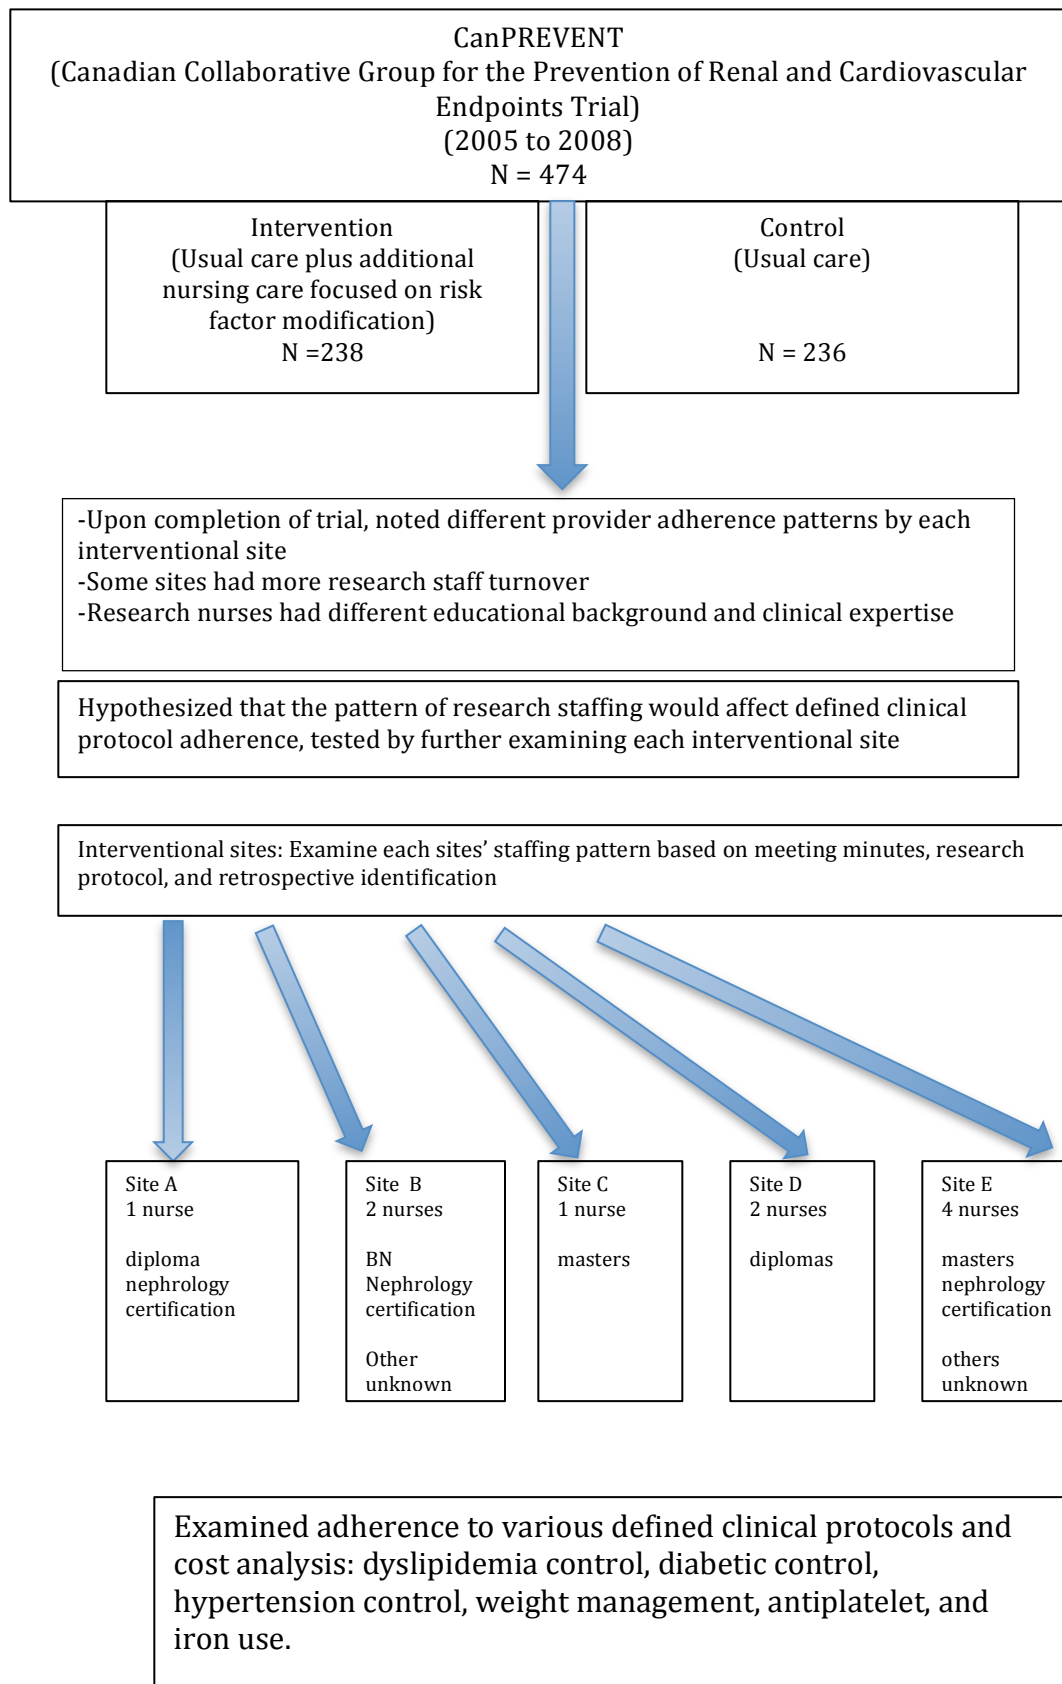 CanPREVENT
(Canadian Collaborative Group for the Prevention of Renal and Cardiovascular
Endpoints Trial)
(2005 to 2008)
N = 474
Intervention
(Usual care plus additional
nursing care focused on risk
factor modification)
N =238
Control
(Usual care)
N = 236
-Upon completion of trial, noted different provider adherence patterns by each
interventional site
-Some sites had more research staff turnover
-Research nurses had different educational background and clinical expertise
Hypothesized that the pattern of research staffing would affect defined clinical
protocol adherence, tested by further examining each interventional site
Interventional sites: Examine each sites' staffing pattern based on meeting minutes, research
protocol, and retrospective identification
Site A
1 nurse
diploma
nephrology
certification
Site B
2 nurses
BN
Nephrology
certification
Other
unknown
Site C
1 nurse
masters
Site D
2 nurses
diplomas
Site E
4 nurses
masters
nephrology
certification
others
unknown
Examined adherence to various defined clinical protocols and
cost analysis: dyslipidemia control, diabetic control,
hypertension control, weight management, antiplatelet, and
iron use.